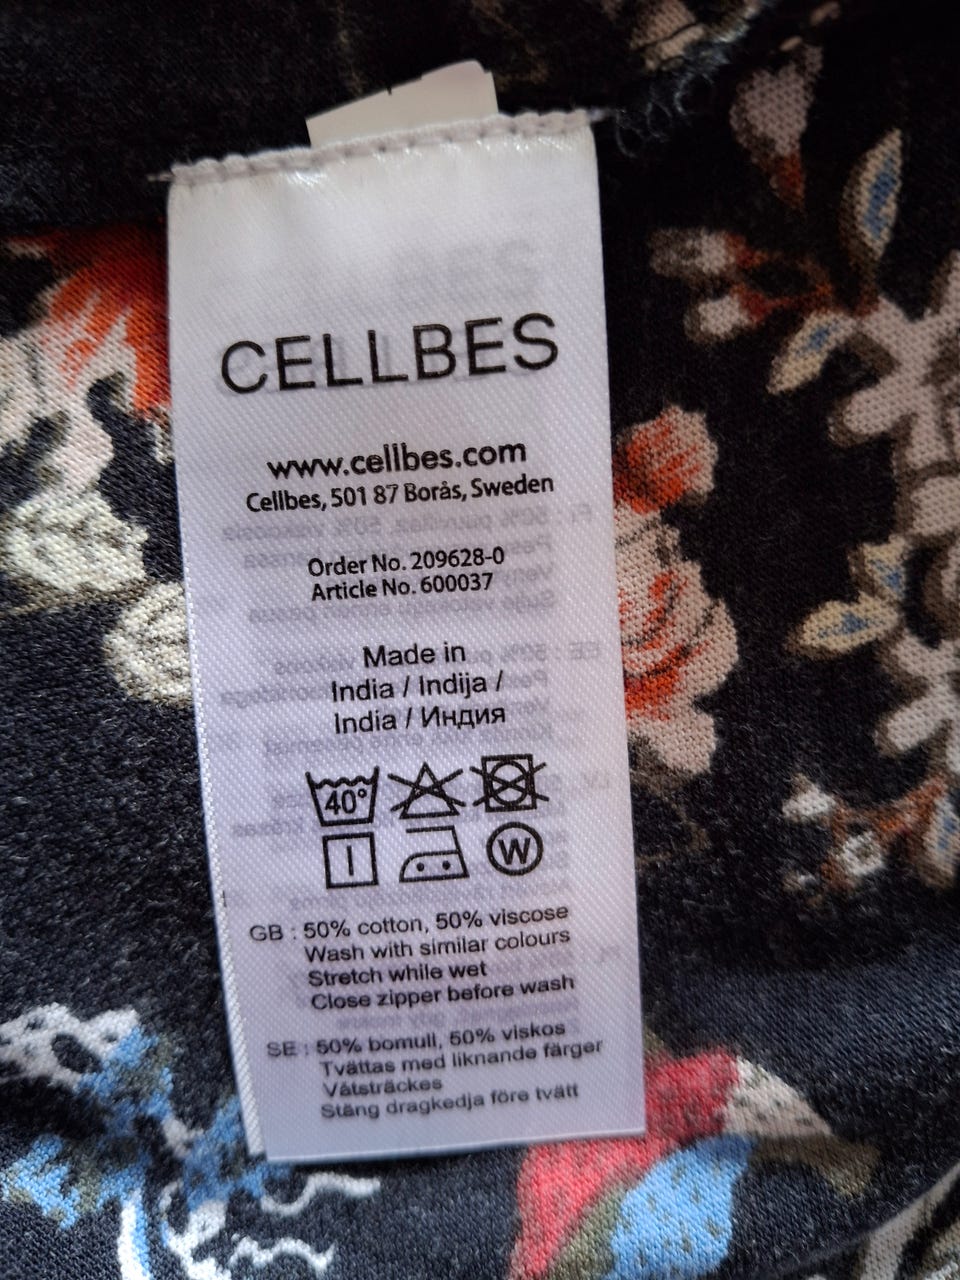 CELLBES
www.cellbes.com
Cellbes, 501 87 Borås, Sweden
Order No. 209628-0
Article No. 600037
Made in
India / Indija /
India / Индия
40°
W
GB : 50% cotton, 50% viscose
Wash with similar colours
Stretch while wet
Close zipper before wash
SE : 50% bomull, 50% viskos
Tvättas med liknande färger
Våtsträckes
Stäng dragkedja före tvätt